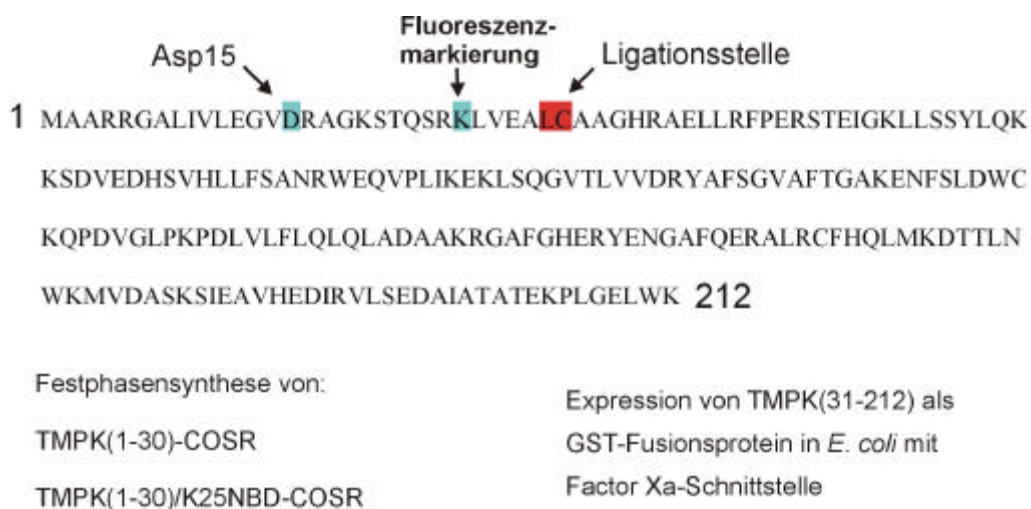 Fluoreszenz-
markierung
Asp15
Ligationsstelle
1 MAARRGALIVLEGVDRAGKSTQSRKLVEALCAAGHRAELLRFPERSTEIGKLLSSYLQK
KSDVEDHSVHLLFSANRWEQVPLIKEKLSQGVTLVVDRYAFSGVAFTGAKENFSLDWC
KQPDVGLPKPDLVLFLQLQLADAAKRGAFGHERYENGAFQERALRCFHQLMKDTTLN
WKMVDASKSIEAVHEDIRVLSEDAIATATEKPLGELWK 212
Festphasensynthese von:
TMPK(1-30)-COSR
TMPK(1-30)/K25NBD-COSR
Expression von TMPK(31-212) als
GST-Fusionsprotein in E. coli mit
Factor Xa-Schnittstelle